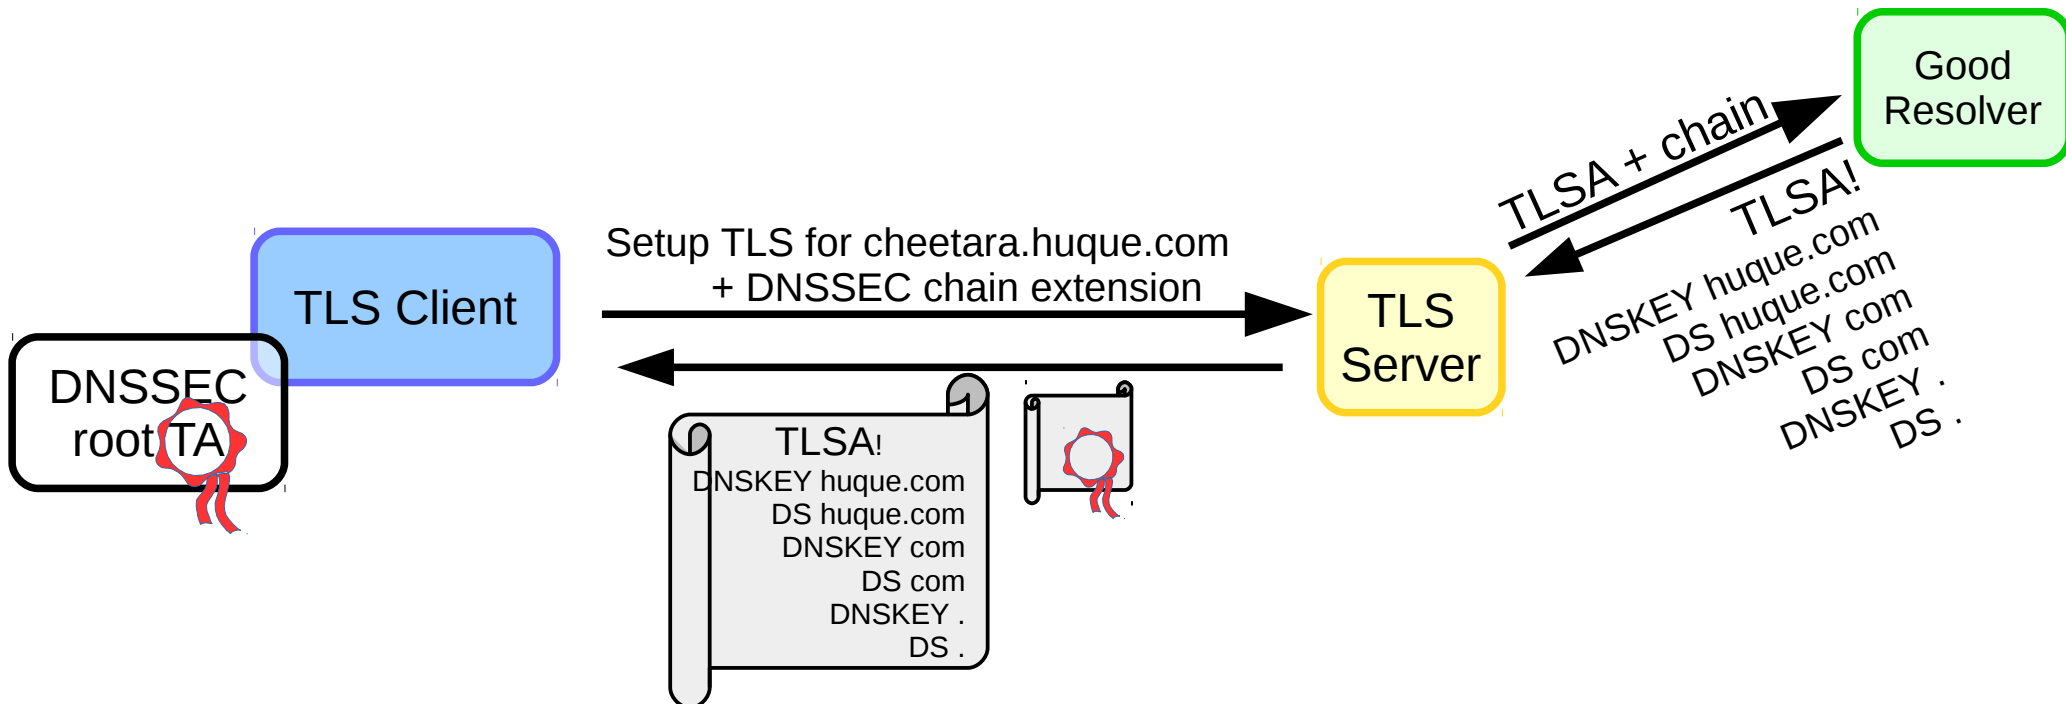 Good
Resolver
TLSA + chain
TLSA!
DNSKEY huque.com
DS huque.com
DNSKEY com
DS com
DNSKEY .
DS .
Setup TLS for cheetara.huque.com
+ DNSSEC chain extension
TLS Client
TLS
Server
DNSSEC
root TA
TLSA!
DNSKEY huque.com
DS huque.com
DNSKEY com
DS com
DNSKEY .
DS .